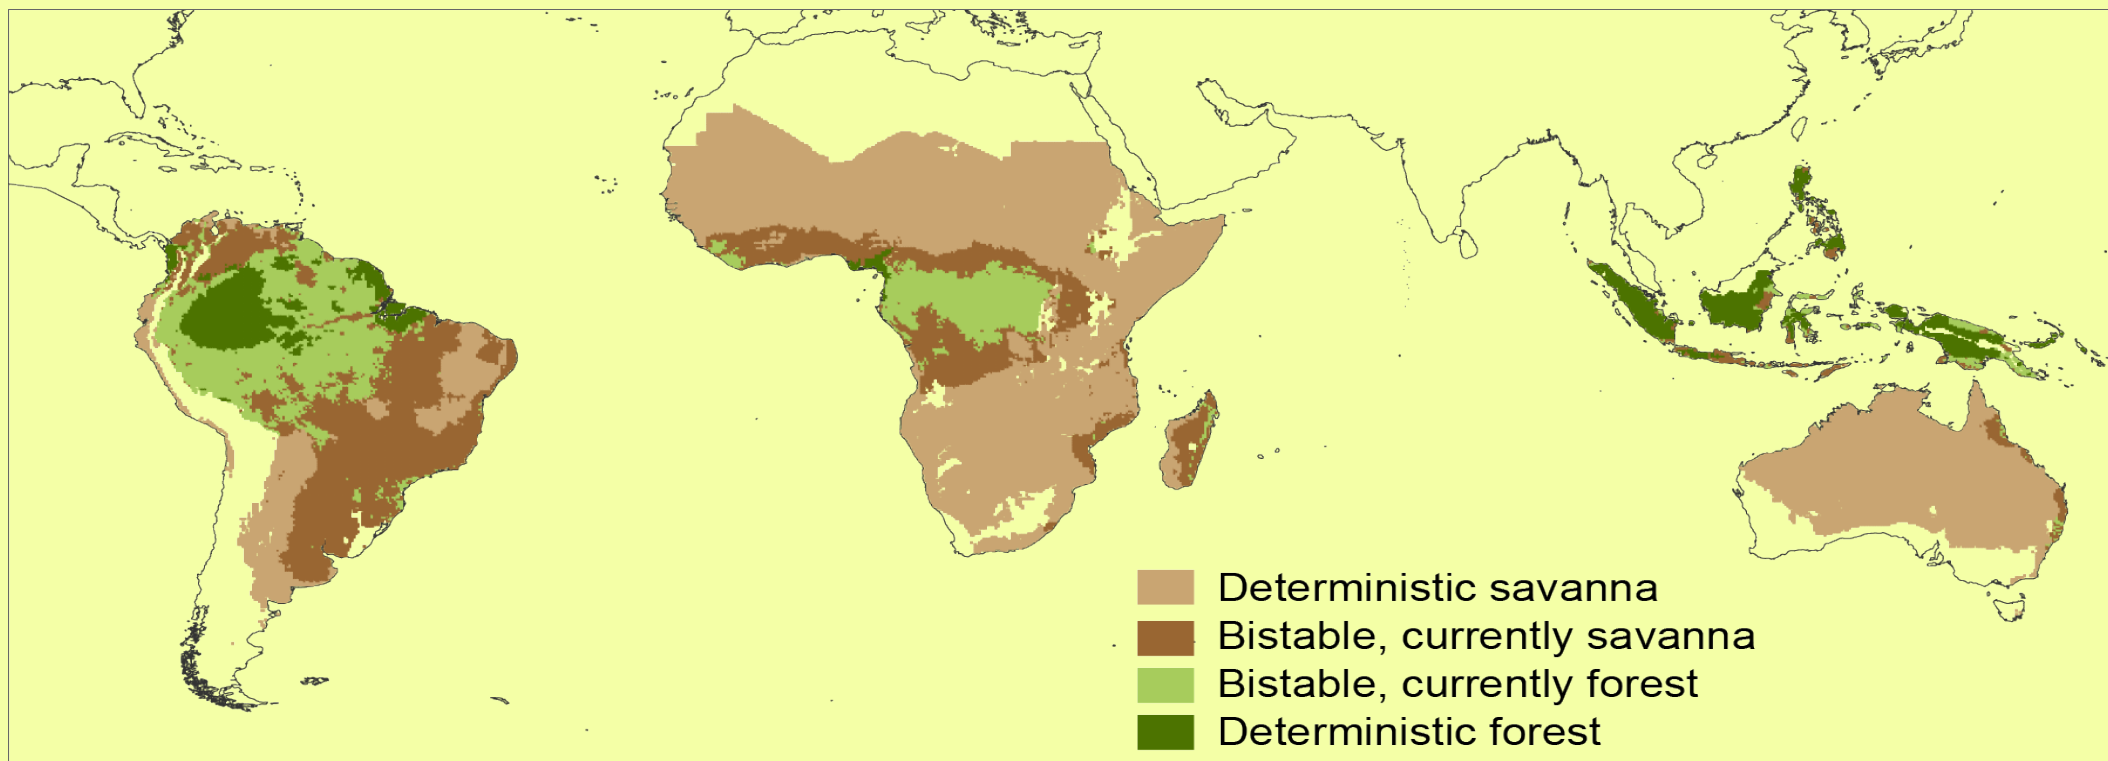 Deterministic savanna
Bistable, currently savanna
Bistable, currently forest
Deterministic forest